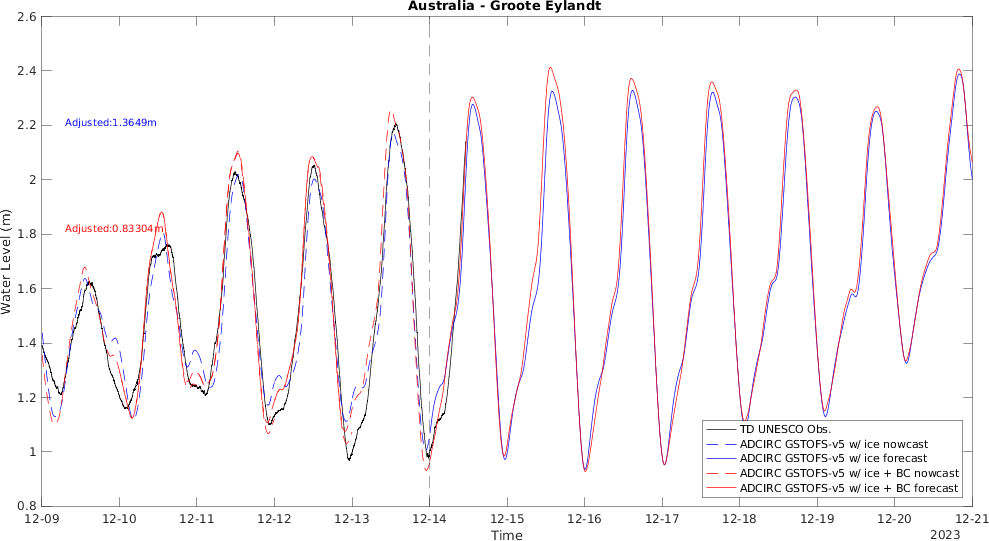 Australia - Groote Eylandt
2.6
2.4
2.2
2
1.8
1.6
1.4
1.2
1
0.8
Water Level (m)
Adjusted:1.3649m
Adjusted:0.83304m
TD UNESCO Obs.
ADCIRC GSTOFS-v5 w/ ice nowcast
ADCIRC GSTOFS-v5 w/ ice forecast
ADCIRC GSTOFS-v5 w/ ice + BC nowcast
ADCIRC GSTOFS-v5 w/ ice + BC forecast
12-09 12-10 12-11 12-12 12-13 12-14 12-15 12-16 12-17 12-18 12-19 12-20 12-21
Time
2023